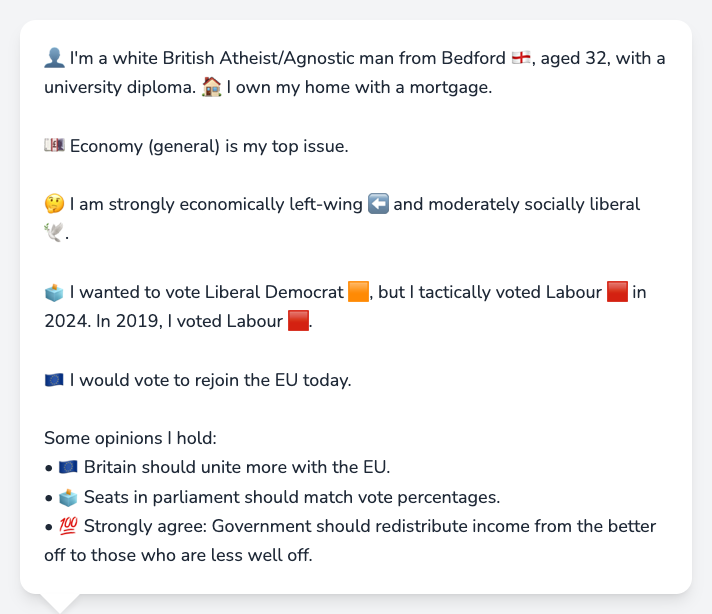 👤 I'm a white British Atheist/Agnostic man from Bedford 🏴󠁧󠁢󠁥󠁮󠁧󠁿, aged 32, with a
university diploma. 🏠 I own my home with a mortgage.
💷 Economy (general) is my top issue.
🤔 I am strongly economically left-wing ⬅️ and moderately socially liberal
🕊️.
🗳️ I wanted to vote Liberal Democrat 🟧, but I tactically voted Labour 🟥 in
2024. In 2019, I voted Labour 🟥.
🇪🇺 I would vote to rejoin the EU today.
Some opinions I hold:
• 🇪🇺 Britain should unite more with the EU.
• 🗳️ Seats in parliament should match vote percentages.
• 💯 Strongly agree: Government should redistribute income from the better
off to those who are less well off.